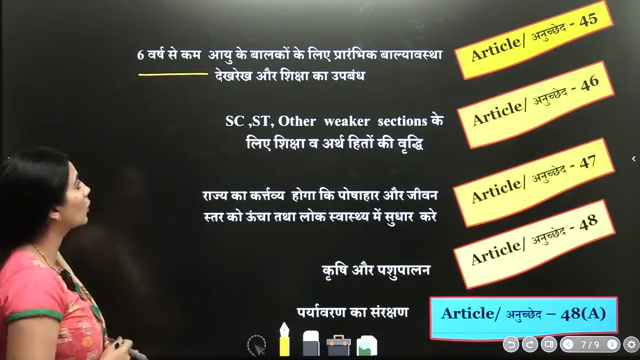 6 वर्ष से कम आयु के बालकों के लिए प्रारंभिक बाल्यावस्था
देखरेख और शिक्षा का उपबंध
Article/ अनुच्छेद - 45
SC ,ST, Other weaker sections के
लिए शिक्षा व अर्थ हितों की वृद्धि
Article/ अनुच्छेद - 46
राज्य का कर्त्तव्य होगा कि पोषाहार और जीवन
स्तर को ऊंचा तथा लोक स्वास्थ्य में सुधार करे
Article/ अनुच्छेद - 47
कृषि और पशुपालन
Article/ अनुच्छेद - 48
पर्यावरण का संरक्षण
Article/ अनुच्छेद – 48(A)
7/9